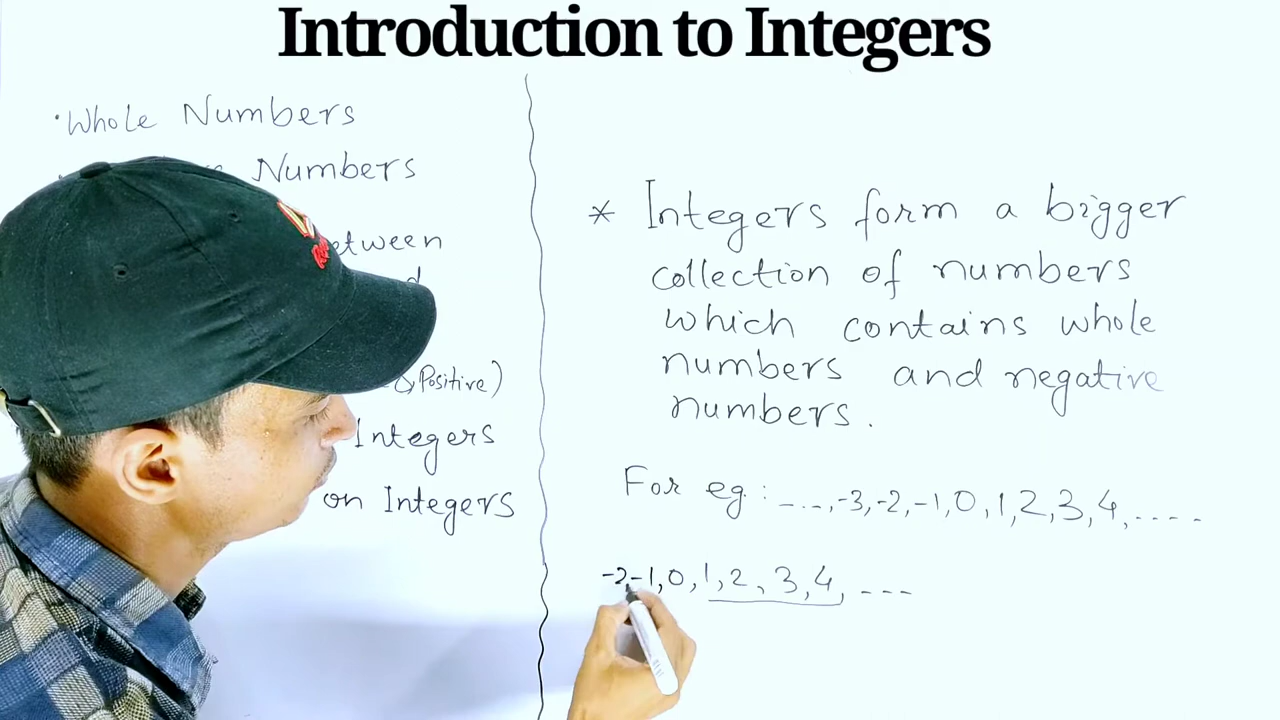 Introduction to Integers
• Whole Numbers
Numbers
etween
&Positive)
Integers
on Integers
* Integers form a bigger
collection of numbers
which contains whole
numbers and negative
numbers.
For eg: ----,-3,-2,-1,0,1,2,3,4,-----
-2-1,0,1,2,3,4,---